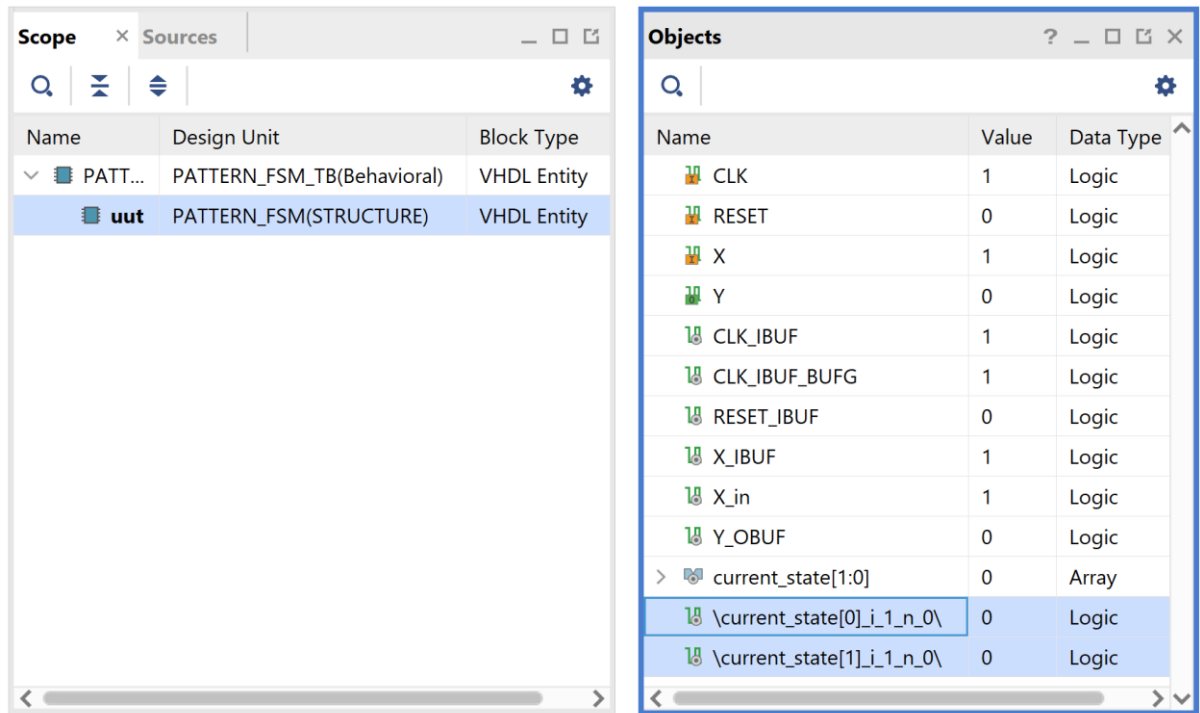 Scope × Sources
Name Design Unit Block Type
PATT... PATTERN_FSM_TB(Behavioral) VHDL Entity
uut PATTERN_FSM(STRUCTURE) VHDL Entity
Objects ?
Name Value Data Type
CLK 1 Logic
RESET 0 Logic
X 1 Logic
Y 0 Logic
CLK_IBUF 1 Logic
CLK_IBUF_BUFG 1 Logic
RESET_IBUF 0 Logic
X_IBUF 1 Logic
X_in 1 Logic
Y_OBUF 0 Logic
current_state[1:0] 0 Array
\current_state[0]_i_1_n_0\ 0 Logic
\current_state[1]_i_1_n_0\ 0 Logic